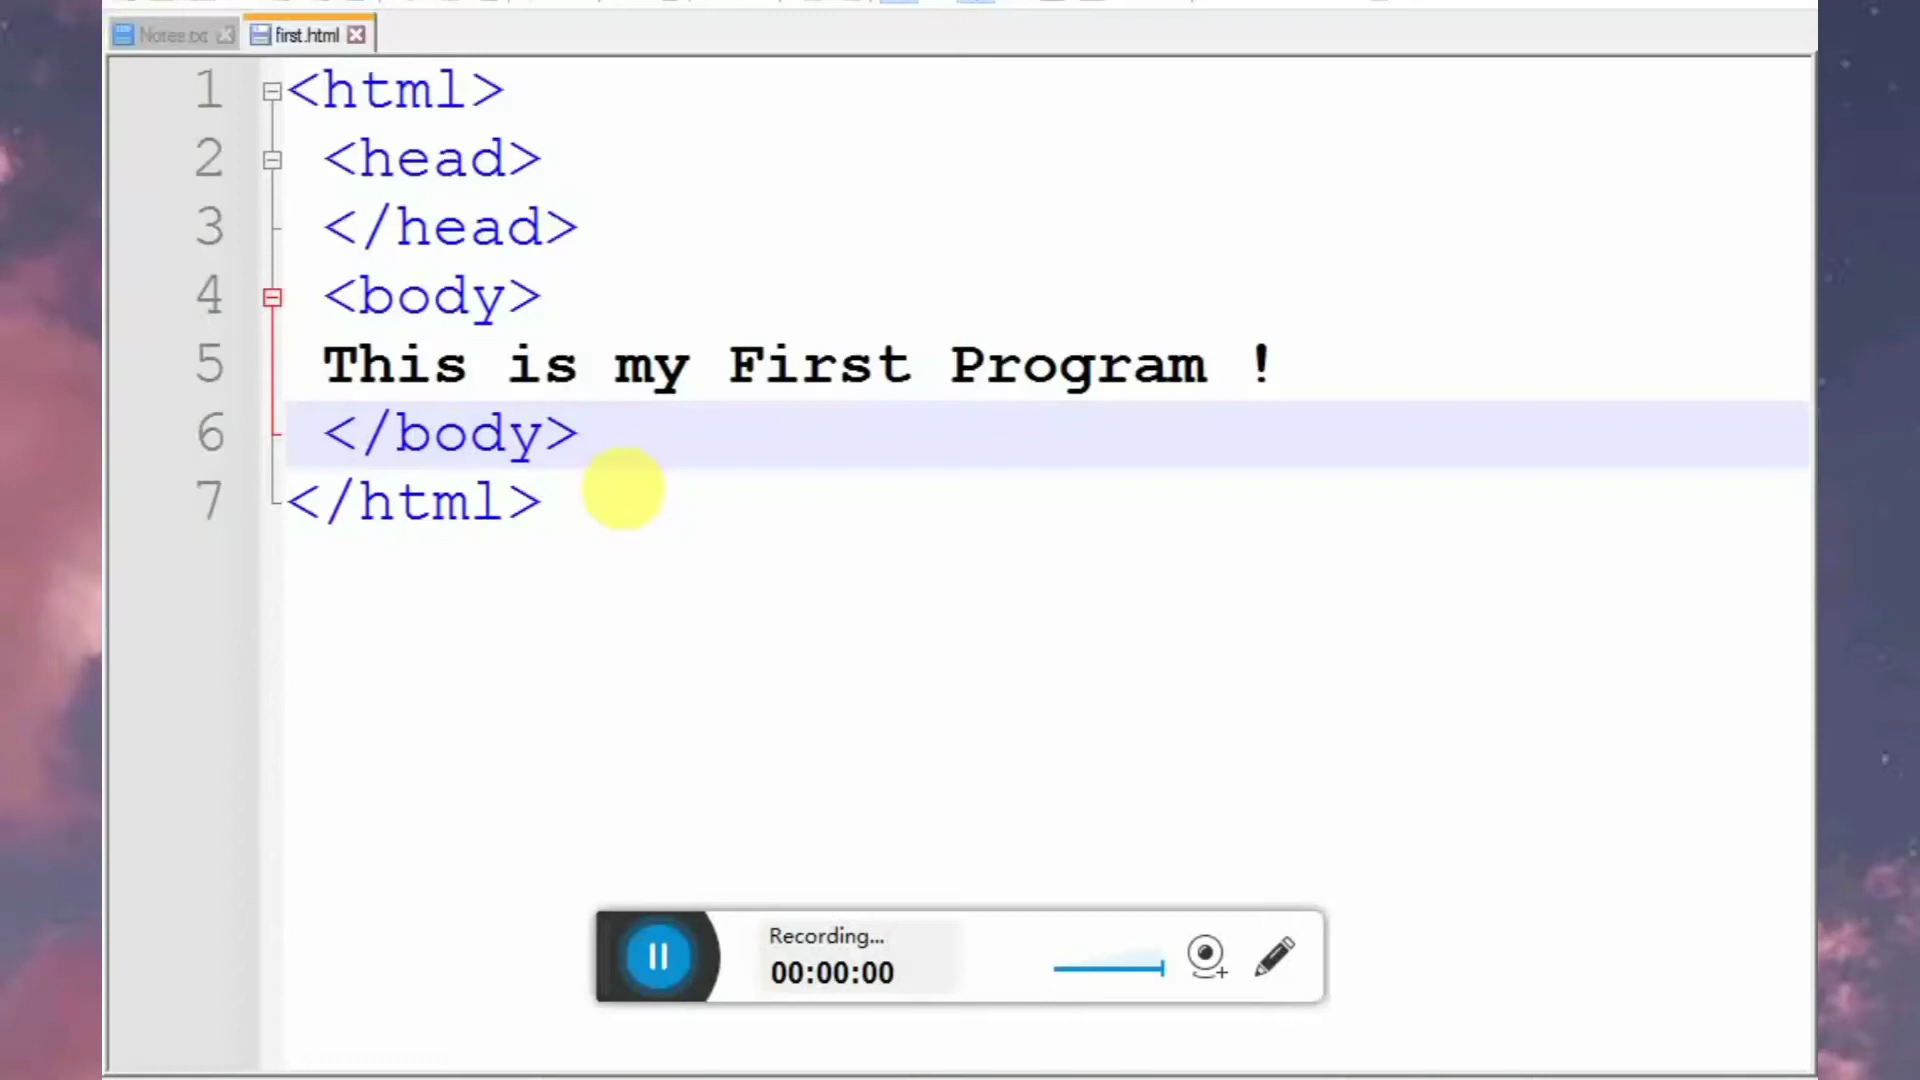 Notes.txt first.html
1 <html>
2 <head>
3 </head>
4 <body>
5 This is my First Program !
6 </body>
7 </html>
Recording...
00:00:00